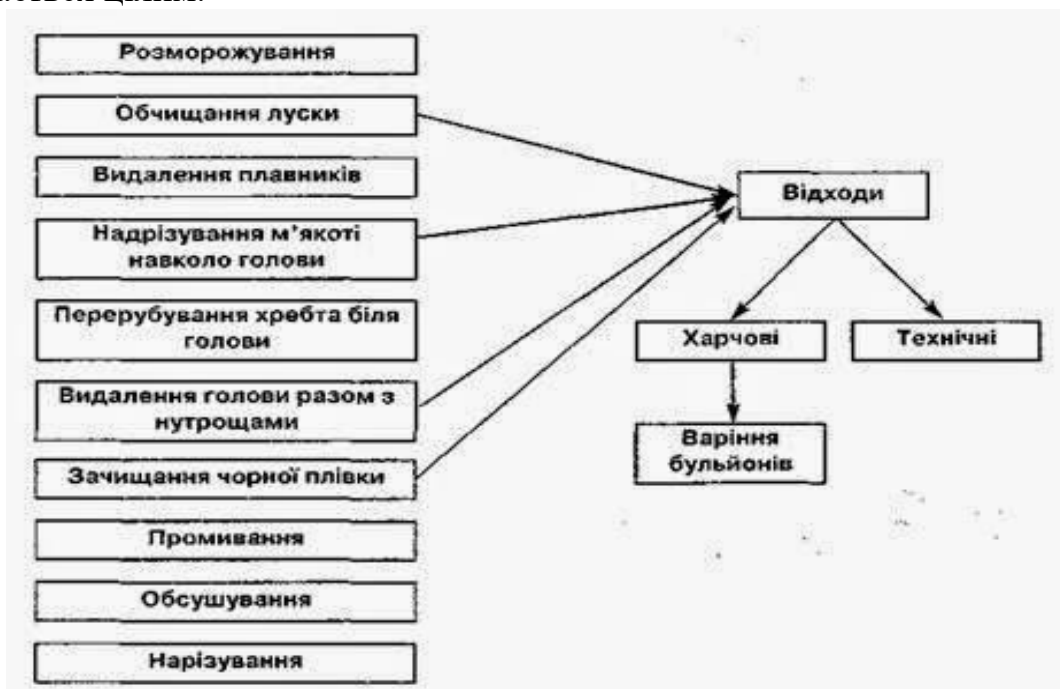 Розморожування
Обчищання луски
Видалення плавників
Надрізування м’якоті
навколо голови
Перерубування хребта біля
голови
Видалення голови разом з
нутрощами
Зачищання чорної плівки
Промивання
Обсушування
Нарізування
Відходи
Харчові
Технічні
Варіння
бульйонів